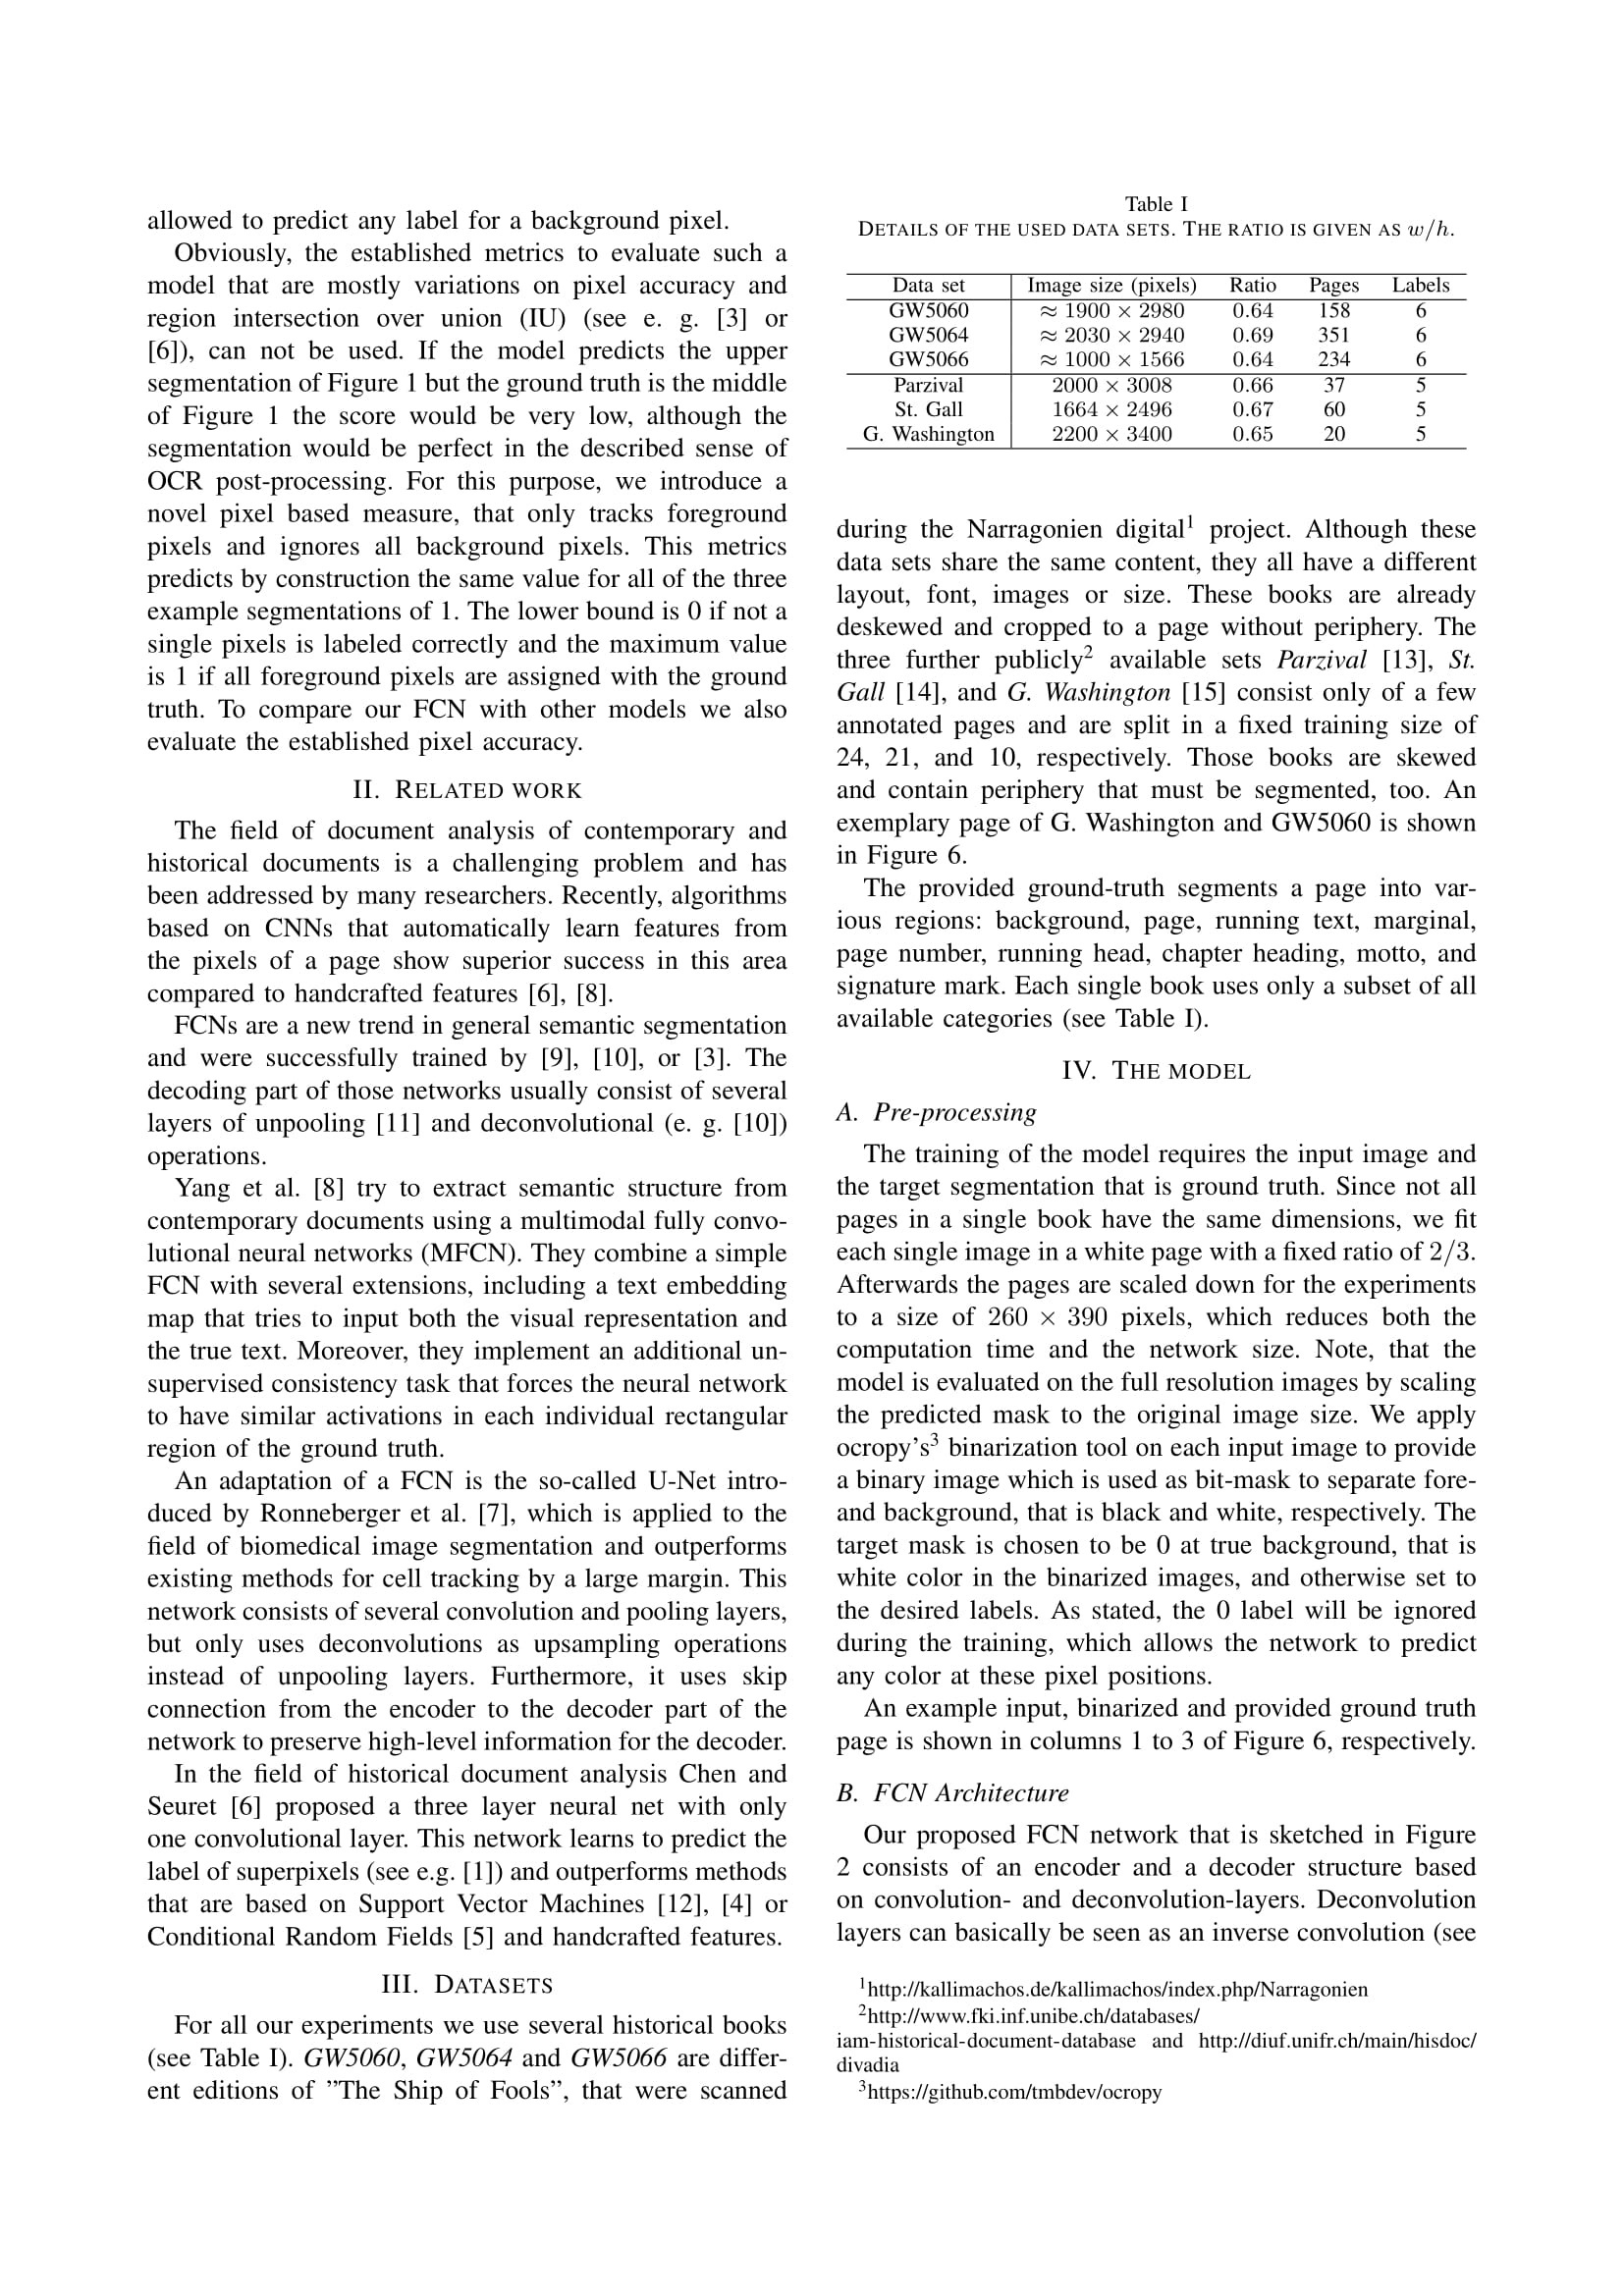 allowed to predict any label for a background pixel.
Obviously, the established metrics to evaluate such a
model that are mostly variations on pixel accuracy and
region intersection over union (IU) (see e. g. [3] or
[6]), can not be used. If the model predicts the upper
segmentation of Figure 1 but the ground truth is the middle
of Figure 1 the score would be very low, although the
segmentation would be perfect in the described sense of
OCR post-processing. For this purpose, we introduce a
novel pixel based measure, that only tracks foreground
pixels and ignores all background pixels. This metrics
predicts by construction the same value for all of the three
example segmentations of 1. The lower bound is 0 if not a
single pixels is labeled correctly and the maximum value
is 1 if all foreground pixels are assigned with the ground
truth. To compare our FCN with other models we also
evaluate the established pixel accuracy.
II. RELATED WORK
The field of document analysis of contemporary and
historical documents is a challenging problem and has
been addressed by many researchers. Recently, algorithms
based on CNNs that automatically learn features from
the pixels of a page show superior success in this area
compared to handcrafted features [6], [8].
FCNs are a new trend in general semantic segmentation
and were successfully trained by [9], [10], or [3]. The
decoding part of those networks usually consist of several
layers of unpooling [11] and deconvolutional (e. g. [10])
operations.
Yang et al. [8] try to extract semantic structure from
contemporary documents using a multimodal fully convo-
lutional neural networks (MFCN). They combine a simple
FCN with several extensions, including a text embedding
map that tries to input both the visual representation and
the true text. Moreover, they implement an additional un-
supervised consistency task that forces the neural network
to have similar activations in each individual rectangular
region of the ground truth.
An adaptation of a FCN is the so-called U-Net intro-
duced by Ronneberger et al. [7], which is applied to the
field of biomedical image segmentation and outperforms
existing methods for cell tracking by a large margin. This
network consists of several convolution and pooling layers,
but only uses deconvolutions as upsampling operations
instead of unpooling layers. Furthermore, it uses skip
connection from the encoder to the decoder part of the
network to preserve high-level information for the decoder.
In the field of historical document analysis Chen and
Seuret [6] proposed a three layer neural net with only
one convolutional layer. This network learns to predict the
label of superpixels (see e.g. [1]) and outperforms methods
that are based on Support Vector Machines [12], [4] or
Conditional Random Fields [5] and handcrafted features.
III. DATASETS
For all our experiments we use several historical books
(see Table I). GW5060, GW5064 and GW5066 are differ-
ent editions of ”The Ship of Fools”, that were scanned
Table I
DETAILS OF THE USED DATA SETS. THE RATIO IS GIVEN AS w/h.
Data set Image size (pixels) Ratio Pages Labels
GW5060 ≈ 1900 × 2980 0.64 158 6
GW5064 ≈ 2030 × 2940 0.69 351 6
GW5066 ≈ 1000 × 1566 0.64 234 6
Parzival 2000 × 3008 0.66 37 5
St. Gall 1664 × 2496 0.67 60 5
G. Washington 2200 × 3400 0.65 20 5
during the Narragonien digital1 project. Although these
data sets share the same content, they all have a different
layout, font, images or size. These books are already
deskewed and cropped to a page without periphery. The
three further publicly2 available sets Parzival [13], St.
Gall [14], and G. Washington [15] consist only of a few
annotated pages and are split in a fixed training size of
24, 21, and 10, respectively. Those books are skewed
and contain periphery that must be segmented, too. An
exemplary page of G. Washington and GW5060 is shown
in Figure 6.
The provided ground-truth segments a page into var-
ious regions: background, page, running text, marginal,
page number, running head, chapter heading, motto, and
signature mark. Each single book uses only a subset of all
available categories (see Table I).
IV. THE MODEL
A. Pre-processing
The training of the model requires the input image and
the target segmentation that is ground truth. Since not all
pages in a single book have the same dimensions, we fit
each single image in a white page with a fixed ratio of 2/3.
Afterwards the pages are scaled down for the experiments
to a size of 260 × 390 pixels, which reduces both the
computation time and the network size. Note, that the
model is evaluated on the full resolution images by scaling
the predicted mask to the original image size. We apply
ocropy's3 binarization tool on each input image to provide
a binary image which is used as bit-mask to separate fore-
and background, that is black and white, respectively. The
target mask is chosen to be 0 at true background, that is
white color in the binarized images, and otherwise set to
the desired labels. As stated, the 0 label will be ignored
during the training, which allows the network to predict
any color at these pixel positions.
An example input, binarized and provided ground truth
page is shown in columns 1 to 3 of Figure 6, respectively.
B. FCN Architecture
Our proposed FCN network that is sketched in Figure
2 consists of an encoder and a decoder structure based
on convolution- and deconvolution-layers. Deconvolution
layers can basically be seen as an inverse convolution (see
1http://kallimachos.de/kallimachos/index.php/Narragonien
2http://www.fki.inf.unibe.ch/databases/
iam-historical-document-database and http://diuf.unifr.ch/main/hisdoc/
divadia
3https://github.com/tmbdev/ocropy